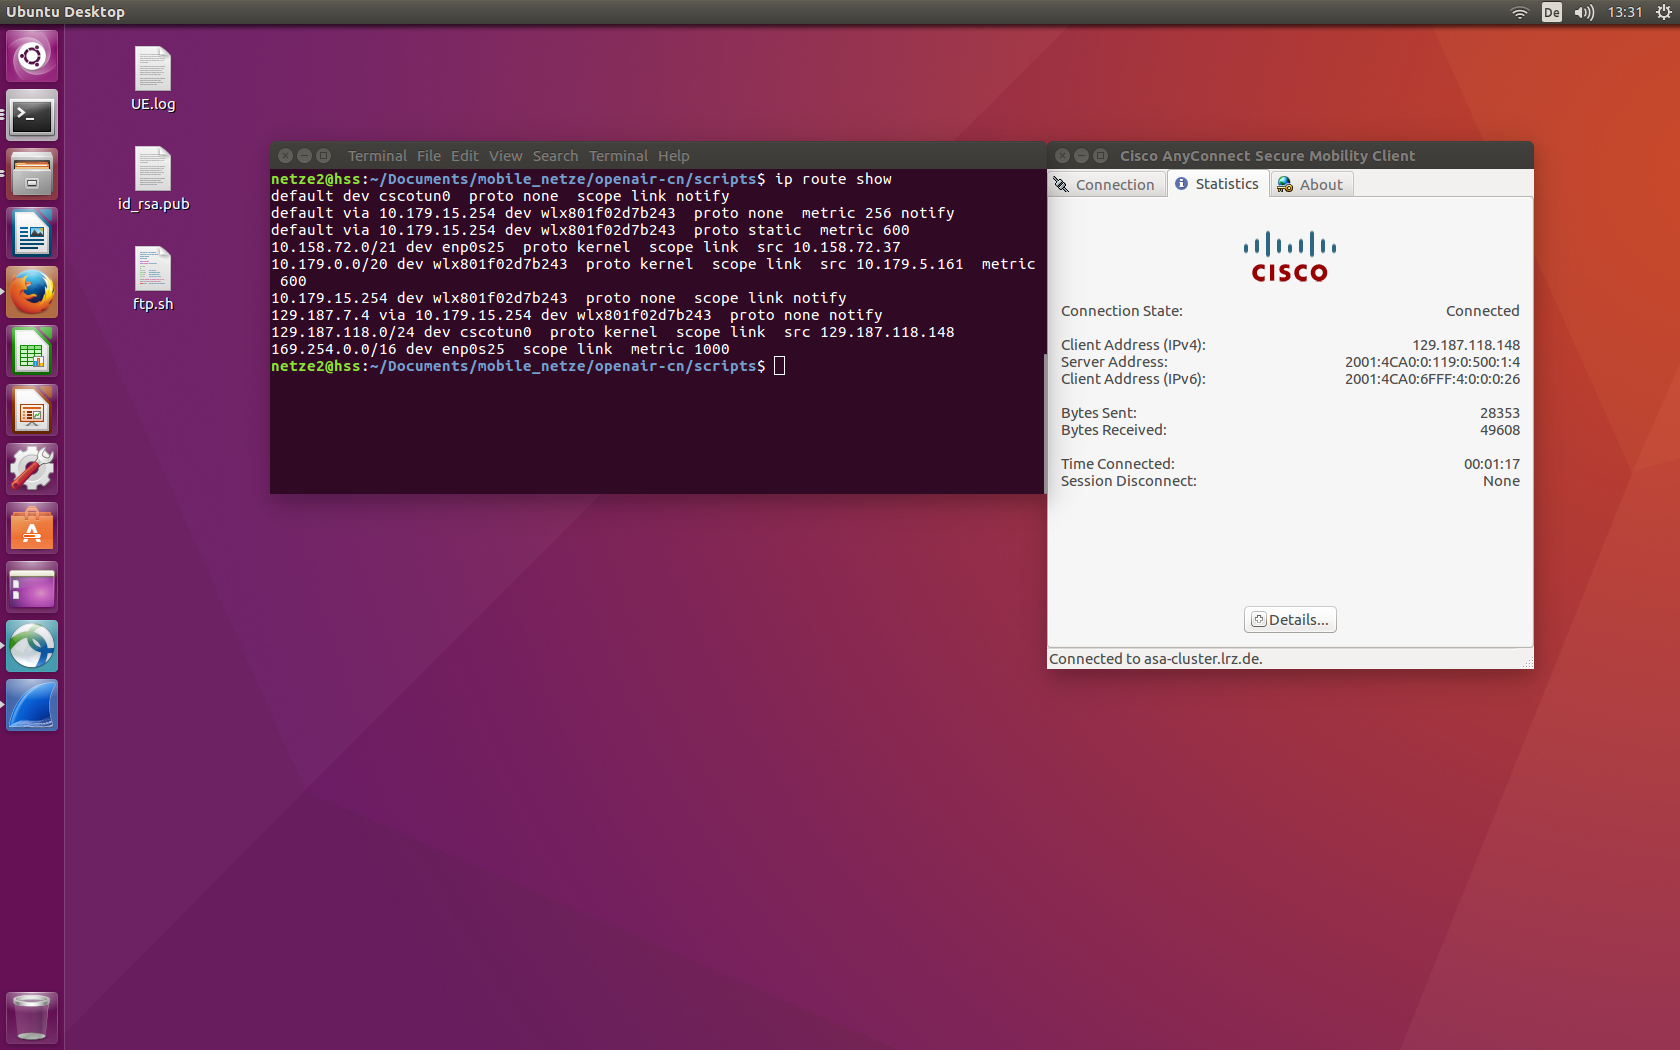 Ubuntu Desktop
De
13:31
UE.log
id_rsa.pub
ftp.sh
Terminal File Edit View Search Terminal Help
netze2@hss:~/Documents/mobile_netze/openair-cn/scripts$ ip route show
default dev cscotun0  proto none  scope link notify
default via 10.179.15.254 dev wlx801f02d7b243  proto none  metric 256 notify
default via 10.179.15.254 dev wlx801f02d7b243  proto static  metric 600
10.158.72.0/21 dev enp0s25  proto kernel  scope link  src 10.158.72.37
10.179.0.0/20 dev wlx801f02d7b243  proto kernel  scope link  src 10.179.5.161  metric
600
10.179.15.254 dev wlx801f02d7b243  proto none  scope link notify
129.187.7.4 via 10.179.15.254 dev wlx801f02d7b243  proto none notify
129.187.118.0/24 dev cscotun0  proto kernel  scope link  src 129.187.118.148
169.254.0.0/16 dev enp0s25  scope link  metric 1000
netze2@hss:~/Documents/mobile_netze/openair-cn/scripts$
Cisco AnyConnect Secure Mobility Client
Connection Statistics About
CISCO
Connection State: Connected
Client Address (IPv4): 129.187.118.148
Server Address: 2001:4CA0:0:119:0:500:1:4
Client Address (IPv6): 2001:4CA0:6FFF:4:0:0:0:26
Bytes Sent: 28353
Bytes Received: 49608
Time Connected: 00:01:17
Session Disconnect: None
Details...
Connected to asa-cluster.lrz.de.